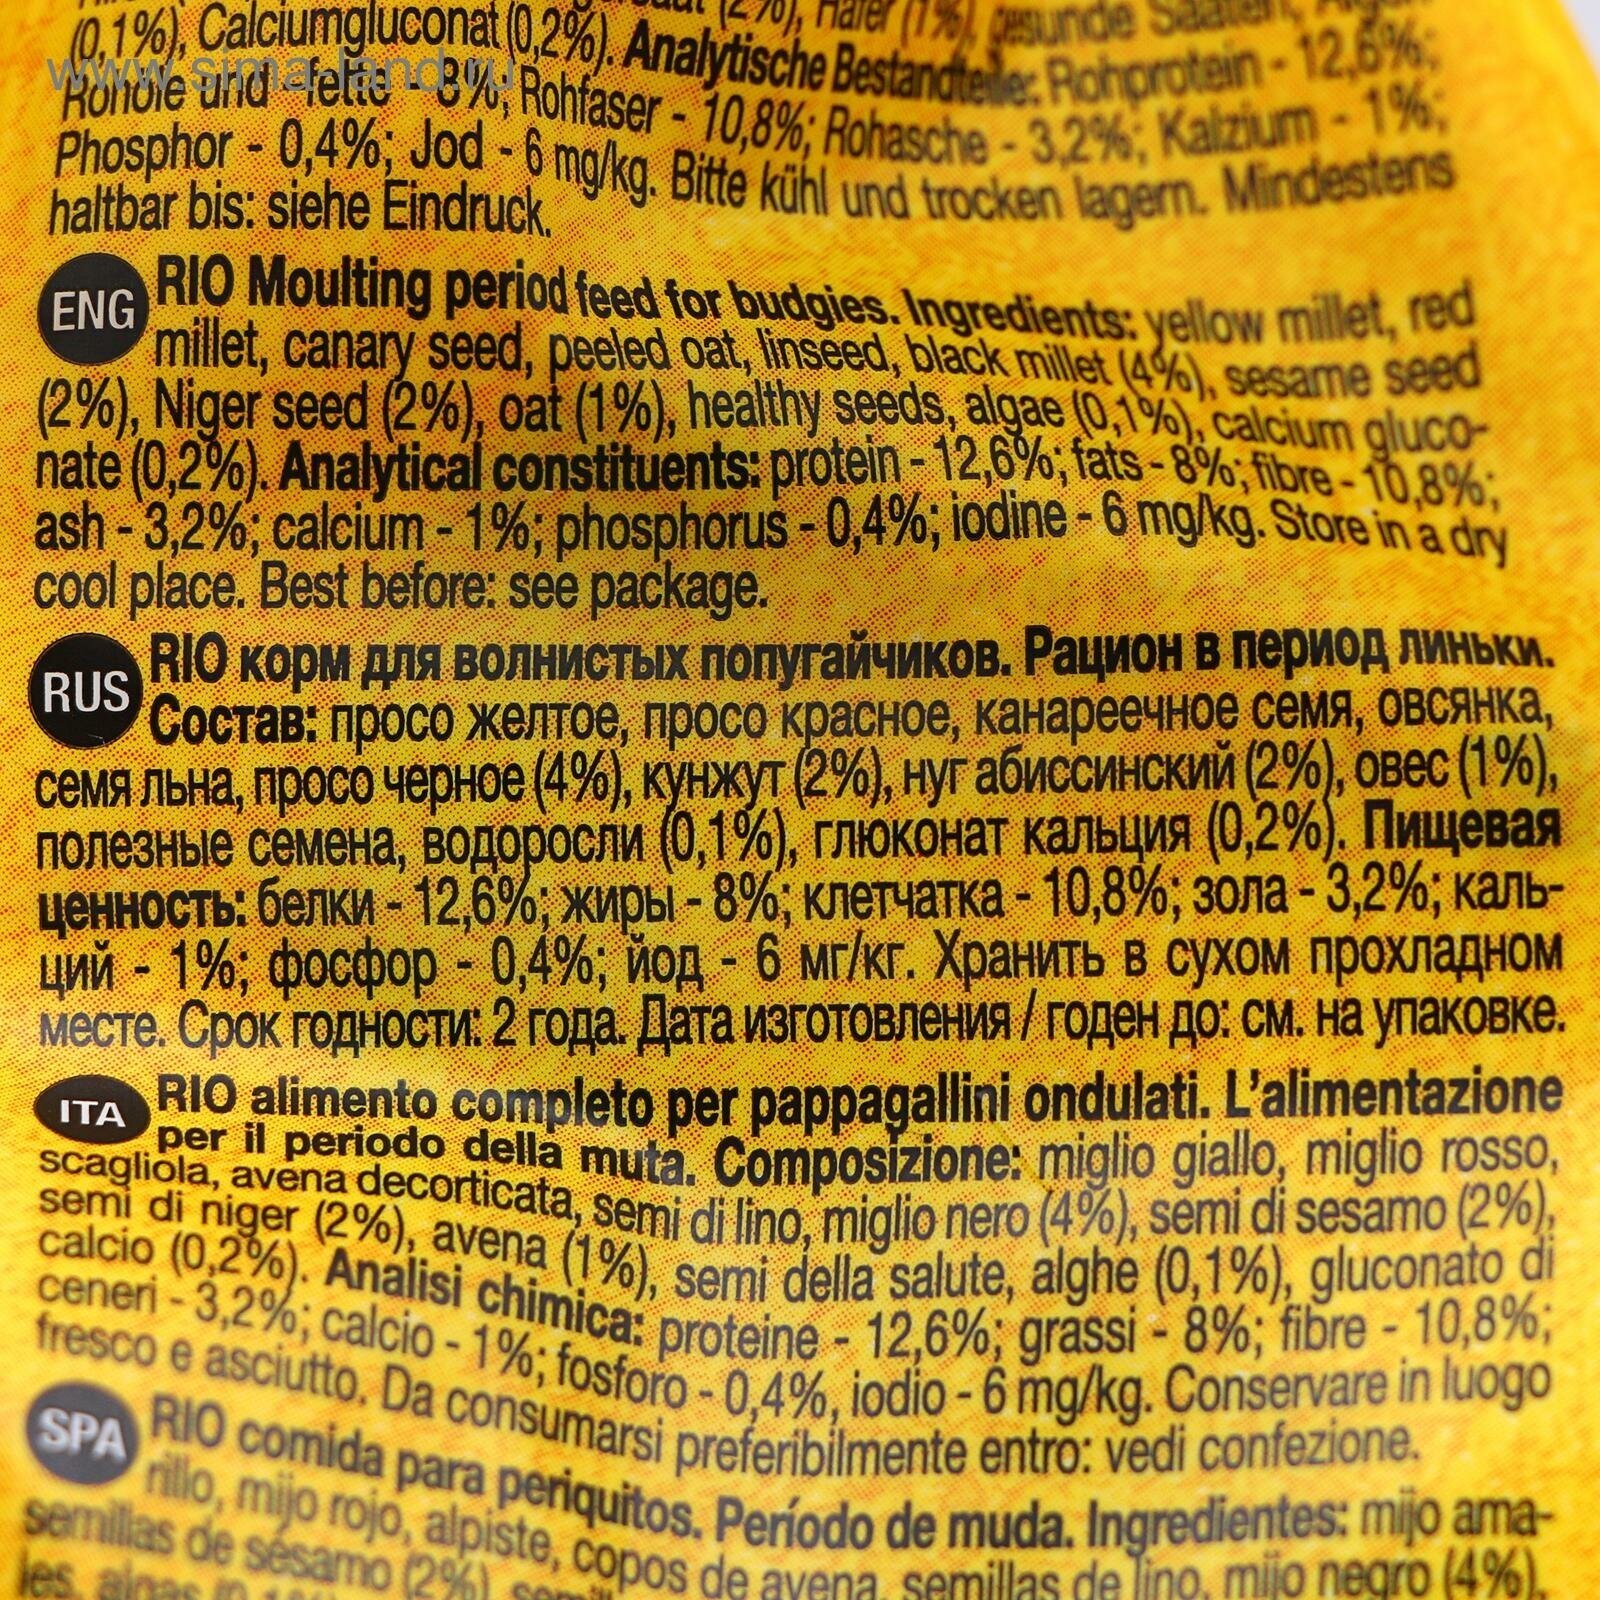 (2%), Hafer (1%), gesunde Saaten,
(0,1%), Calciumgluconat (0,2%). Analytische Bestandteile: Rohprotein - 12,6%;
www.sima-land.ru
Rohöle und -fette - 8%; Rohfaser - 10,8%; Rohasche - 3,2%; Kalzium - 1%;
Phosphor - 0,4%; Jod - 6 mg/kg. Bitte kühl und trocken lagern. Mindestens
haltbar bis: siehe Eindruck.
ENG RIO Moulting period feed for budgies. Ingredients: yellow millet, red
millet, canary seed, peeled oat, linseed, black millet (4%), sesame seed
(2%), Niger seed (2%), oat (1%), healthy seeds, algae (0,1%), calcium gluco-
nate (0,2%). Analytical constituents: protein - 12,6%; fats - 8%; fibre - 10,8%;
ash - 3,2%; calcium - 1%; phosphorus - 0,4%; iodine - 6 mg/kg. Store in a dry
cool place. Best before: see package.
RUS RIO корм для волнистых попугайчиков. Рацион в период линьки.
Состав: просо желтое, просо красное, канареечное семя, овсянка,
семя льна, просо черное (4%), кунжут (2%), нуг абиссинский (2%), овес (1%),
полезные семена, водоросли (0,1%), глюконат кальция (0,2%). Пищевая
ценность: белки - 12,6%; жиры - 8%; клетчатка - 10,8%; зола - 3,2%; каль-
ций - 1%; фосфор - 0,4%; йод - 6 мг/кг. Хранить в сухом прохладном
месте. Срок годности: 2 года. Дата изготовления / годен до: см. на упаковке.
ITA RIO alimento completo per pappagallini ondulati. L'alimentazione
per il periodo della muta. Composizione: miglio giallo, miglio rosso,
scagliola, avena decorticata, semi di lino, miglio nero (4%), semi di sesamo (2%),
semi di niger (2%), avena (1%), semi della salute, alghe (0,1%), gluconato di
calcio (0,2%). Analisi chimica: proteine - 12,6%; grassi - 8%; fibre - 10,8%;
ceneri - 3,2%; calcio - 1%; fosforo - 0,4%, iodio - 6 mg/kg. Conservare in luogo
fresco e asciutto. Da consumarsi preferibilmente entro: vedi confezione.
SPA RIO comida para periquitos. Período de muda. Ingredientes: mijo ama-
rillo, mijo rojo, alpiste, copos de avena, semillas de lino, mijo negro (4%),
semillas de sésamo (2%),